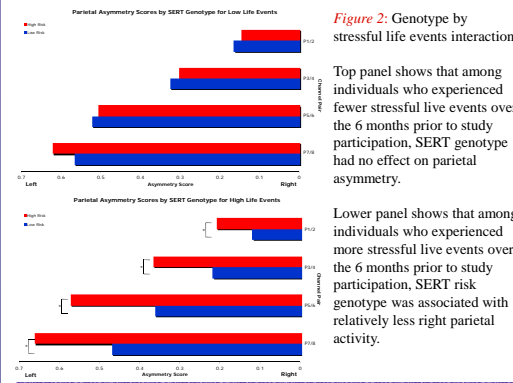 Parietal Asymmetry Scores by SERT Genotype for Low Life Events
High Risk
Low Risk
P1/2
P3/4
P5/6
P7/8
Channel Pair
0.7 0.6 0.5 0.4 0.3 0.2 0.1 0
Left Asymmetry Score Right
Parietal Asymmetry Scores by SERT Genotype for High Life Events
High Risk
Low Risk
P1/2
P3/4
P5/6
P7/8
Channel Pair
*
*
*
*
0.7 0.6 0.5 0.4 0.3 0.2 0.1 0
Left Asymmetry Score Right
Figure 2: Genotype by
stressful life events interaction
Top panel shows that among
individuals who experienced
fewer stressful live events over
the 6 months prior to study
participation, SERT genotype
had no effect on parietal
asymmetry.
Lower panel shows that among
individuals who experienced
more stressful live events over
the 6 months prior to study
participation, SERT risk
genotype was associated with
relatively less right parietal
activity.